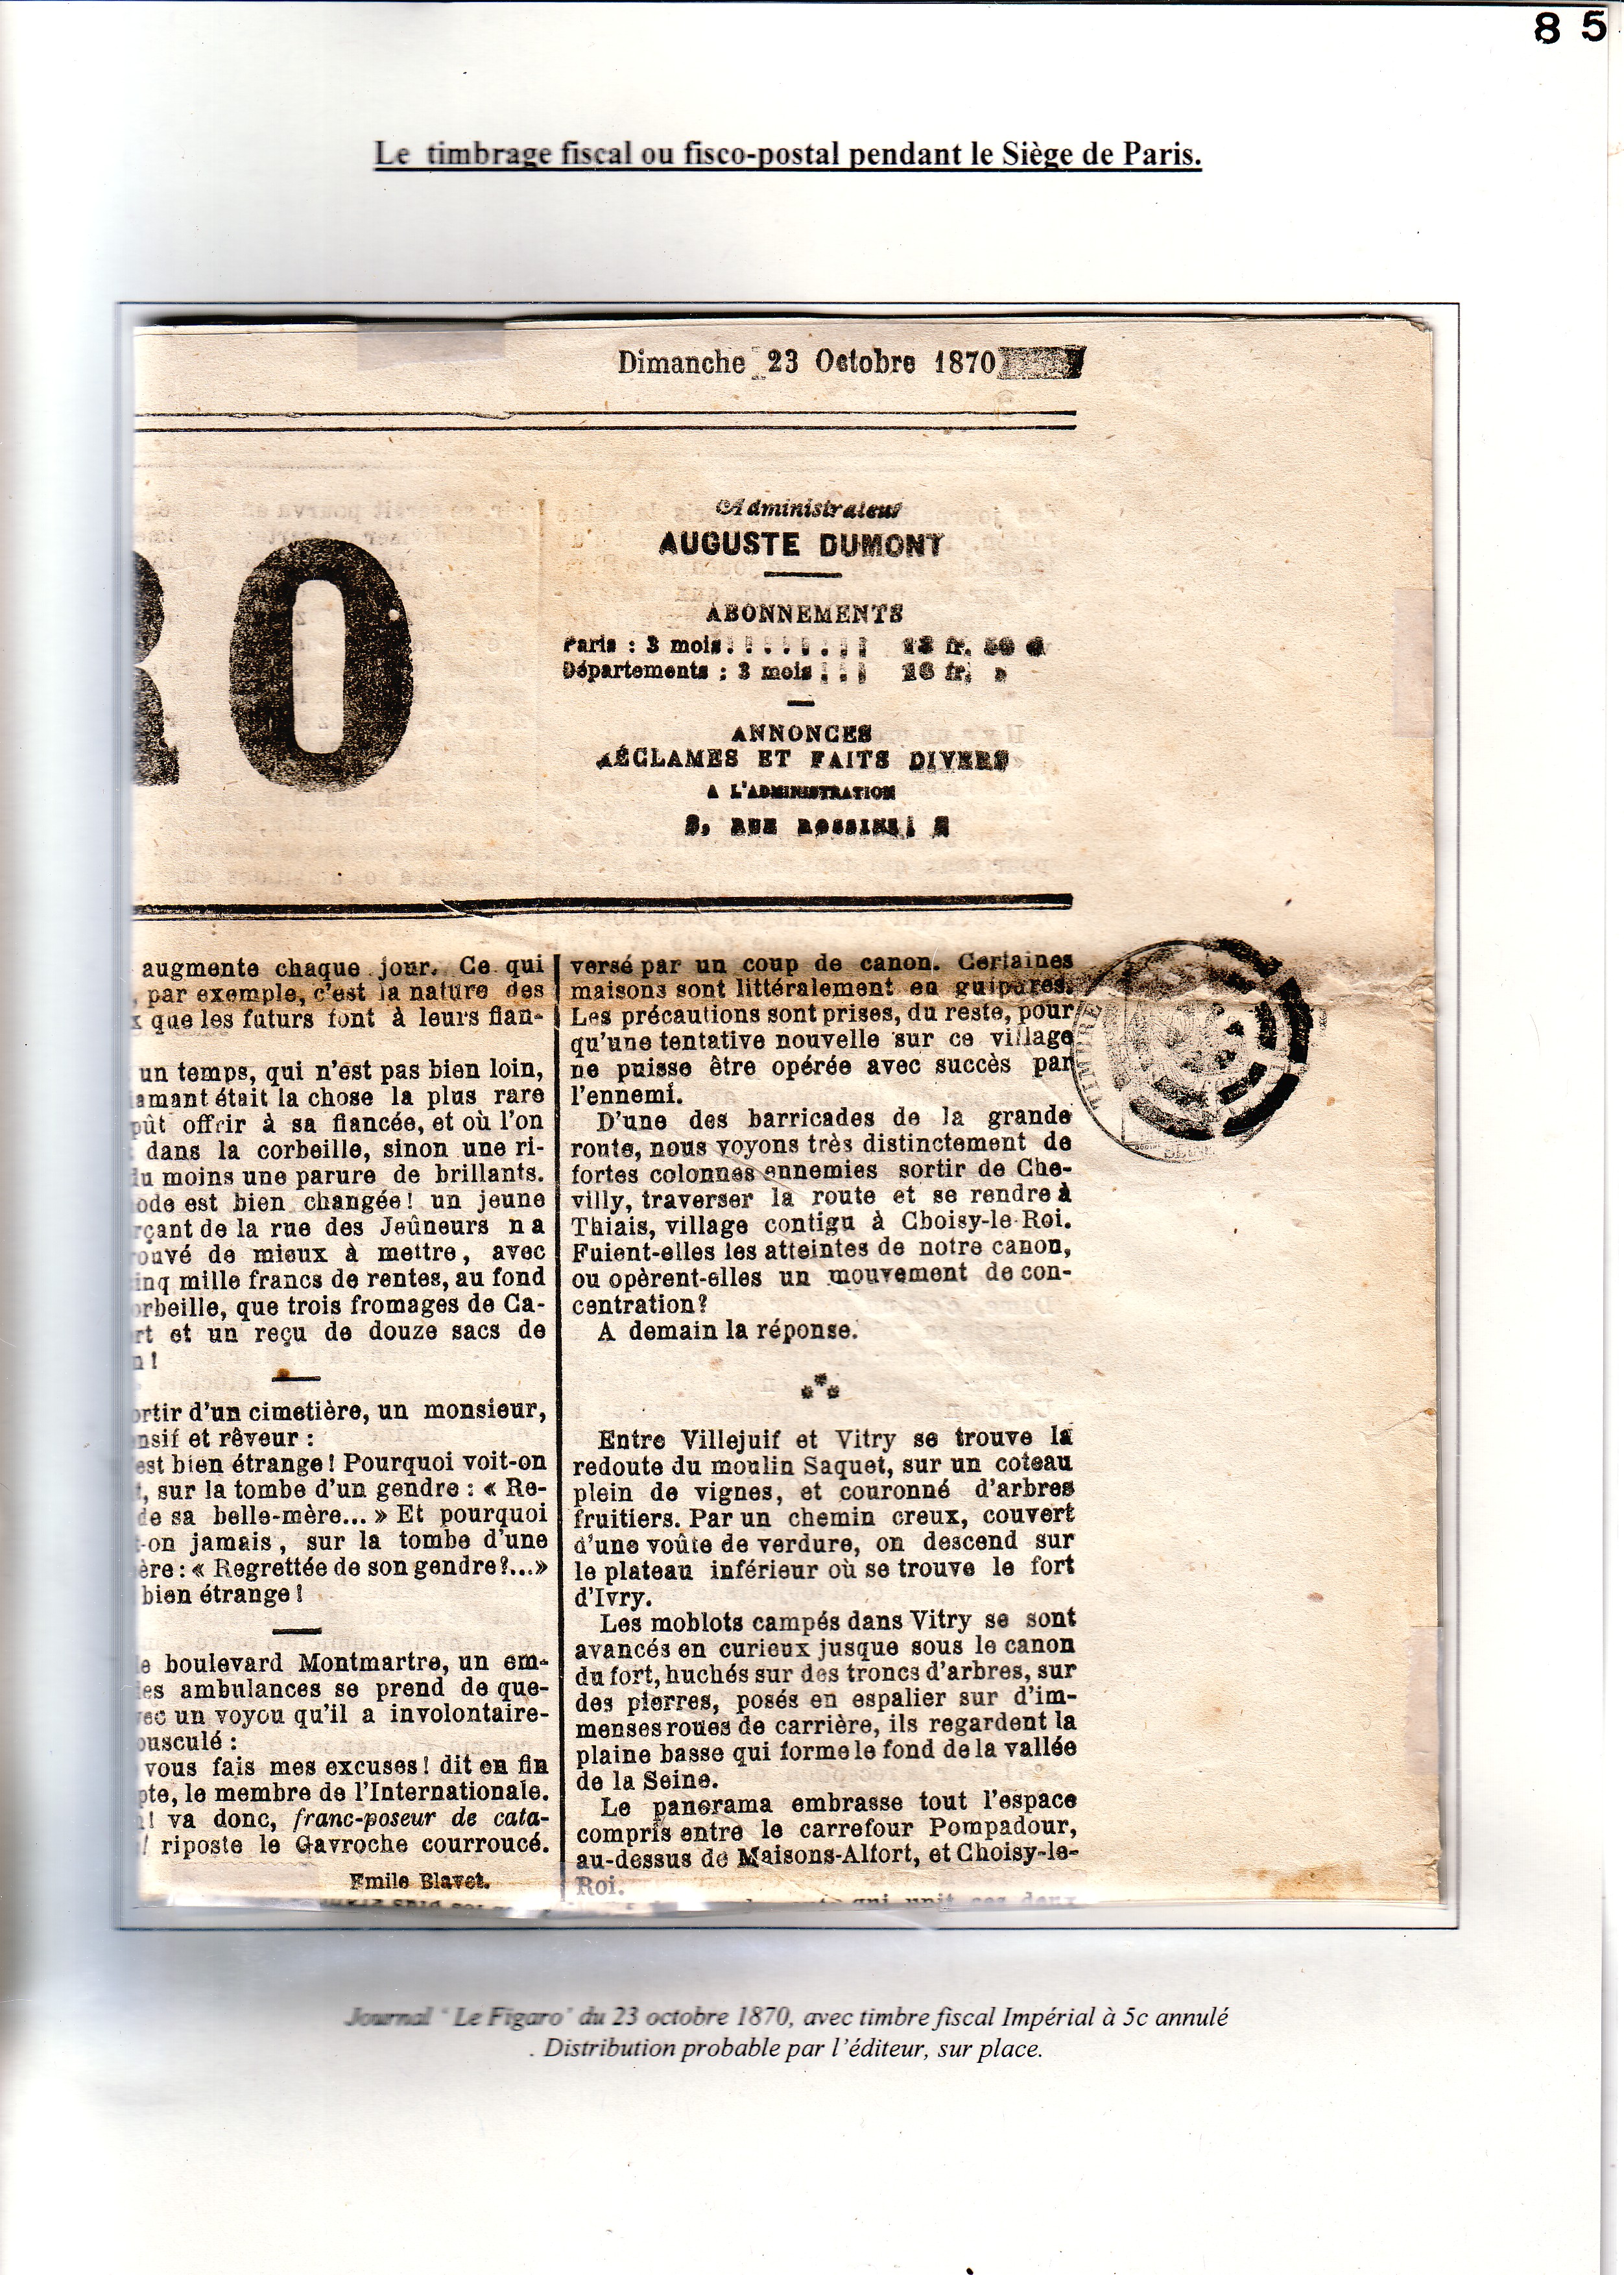 8 5
Le timbrage fiscal ou fisco-postal pendant le Siège de Paris.
Dimanche 23 Octobre 1870
RO
Administrateur
AUGUSTE DUMONT
ABONNEMENTS
Paris : 3 mois
Départements : 3 mois 16 fr. »
ANNONCES
RÉCLAMES ET FAITS DIVERS
A L'ADMINISTRATION
3, RUE ROSSINI
augmente chaque jour. Ce qui
, par exemple, c'est la nature des
x que les futurs font à leurs fian-
un temps, qui n'est pas bien loin,
amant était la chose la plus rare
pût offrir à sa fiancée, et où l'on
dans la corbeille, sinon une ri-
du moins une parure de brillants.
ode est bien changée! un jeune
rçant de la rue des Jeûneurs n a
rouvé de mieux à mettre, avec
inq mille francs de rentes, au fond
orbeille, que trois fromages de Ca-
rt et un reçu de douze sacs de
n!
ortir d'un cimetière, un monsieur,
nsif et rêveur :
est bien étrange! Pourquoi voit-on
t, sur la tombe d'un gendre : « Re-
de sa belle-mère... » Et pourquoi
t-on jamais, sur la tombe d'une
ère : « Regrettée de son gendre?...»
bien étrange!
le boulevard Montmartre, un em-
des ambulances se prend de que-
vec un voyou qu'il a involontaire-
ousculé :
vous fais mes excuses! dit en fin
pte, le membre de l'Internationale.
! va donc, franc-poseur de cata-
! riposte le Gavroche courroucé.
Emile Blavet.
versé par un coup de canon. Certaines
maisons sont littéralement en guipures.
Les précautions sont prises, du reste, pour
qu'une tentative nouvelle sur ce village
ne puisse être opérée avec succès par
l'ennemi.
D'une des barricades de la grande
route, nous voyons très distinctement de
fortes colonnes ennemies sortir de Che-
villy, traverser la route et se rendre à
Thiais, village contigu à Choisy-le-Roi.
Fuient-elles les atteintes de notre canon,
ou opèrent-elles un mouvement de con-
centration?
A demain la réponse.
***
Entre Villejuif et Vitry se trouve la
redoute du moulin Saquet, sur un coteau
plein de vignes, et couronné d'arbres
fruitiers. Par un chemin creux, couvert
d'une voûte de verdure, on descend sur
le plateau inférieur où se trouve le fort
d'Ivry.
Les moblots campés dans Vitry se sont
avancés en curieux jusque sous le canon
du fort, huchés sur des troncs d'arbres, sur
des pierres, posés en espalier sur d'im-
menses roues de carrière, ils regardent la
plaine basse qui forme le fond de la vallée
de la Seine.
Le panorama embrasse tout l'espace
compris entre le carrefour Pompadour,
au-dessus de Maisons-Alfort, et Choisy-le-
Roi.
qui unit ces deux
TIMBRE
SEINE
Journal " Le Figaro" du 23 octobre 1870, avec timbre fiscal Impérial à 5c annulé
. Distribution probable par l'éditeur, sur place.